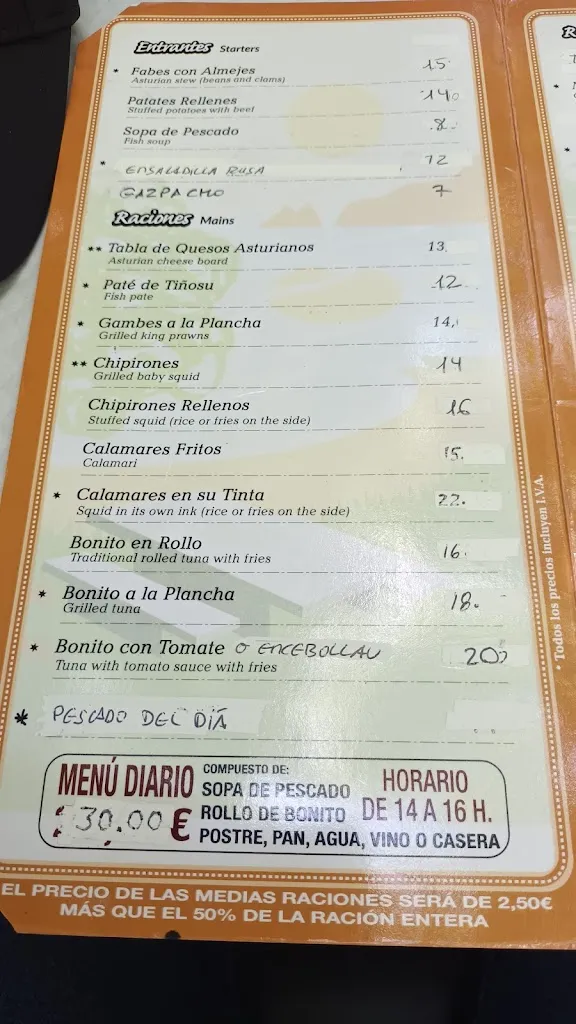 Entrantes Starters
* Fabes con Almejes 15
Asturian stew (beans and clams)
Patates Rellenes 14
Stuffed potatoes with beef
Sopa de Pescado 8
Fish soup
* ENSALADILLA RUSA 12
GAZPACHO 7
Raciones Mains
** Tabla de Quesos Asturianos 13
Asturian cheese board
* Paté de Tiñosu 12
Fish pate
* Gambes a la Plancha 14
Grilled king prawns
** Chipirones 14
Grilled baby squid
Chipirones Rellenos 16
Stuffed squid (rice or fries on the side)
Calamares Fritos 15.
Calamari
* Calamares en su Tinta 22.
Squid in its own ink (rice or fries on the side)
Bonito en Rollo 16.
Traditional rolled tuna with fries
* Bonito a la Plancha 18.
Grilled tuna
* Bonito con Tomate O ENCEBOLLAU 20
Tuna with tomato sauce with fries
* PESCADO DEL DÍA
MENÚ DIARIO
30.00 €
COMPUESTO DE:
SOPA DE PESCADO
ROLLO DE BONITO
POSTRE, PAN, AGUA, VINO O CASERA
HORARIO
DE 14 A 16 H.
EL PRECIO DE LAS MEDIAS RACIONES SERÁ DE 2,50€
MÁS QUE EL 50% DE LA RACIÓN ENTERA
Todos los precios incluyen I.V.A.